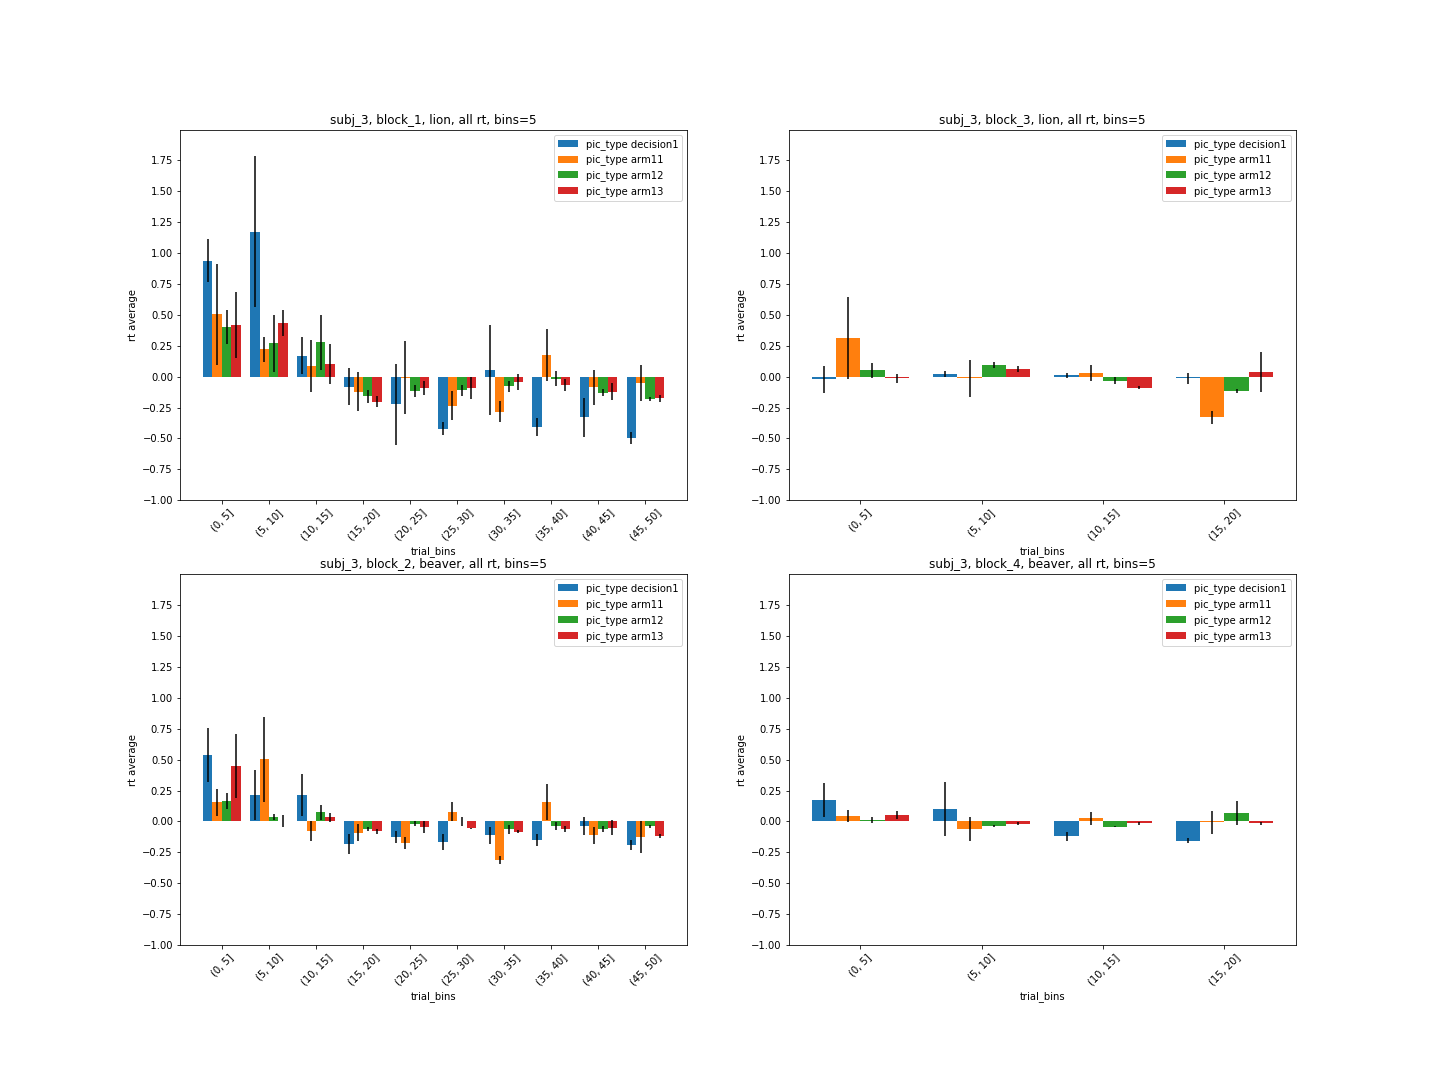 subj_3, block_1, lion, all rt, bins=5
pic_type decision1
pic_type arm11
pic_type arm12
pic_type arm13
1.75
1.50
1.25
1.00
0.75
0.50
0.25
0.00
−0.25
−0.50
−0.75
−1.00
rt average
(0, 5]
(5, 10]
(10, 15]
(15, 20]
(20, 25]
(25, 30]
(30, 35]
(35, 40]
(40, 45]
(45, 50]
trial_bins
subj_3, block_3, lion, all rt, bins=5
pic_type decision1
pic_type arm11
pic_type arm12
pic_type arm13
1.75
1.50
1.25
1.00
0.75
0.50
0.25
0.00
−0.25
−0.50
−0.75
−1.00
rt average
(0, 5]
(5, 10]
(10, 15]
(15, 20]
trial_bins
subj_3, block_2, beaver, all rt, bins=5
pic_type decision1
pic_type arm11
pic_type arm12
pic_type arm13
1.75
1.50
1.25
1.00
0.75
0.50
0.25
0.00
−0.25
−0.50
−0.75
−1.00
rt average
(0, 5]
(5, 10]
(10, 15]
(15, 20]
(20, 25]
(25, 30]
(30, 35]
(35, 40]
(40, 45]
(45, 50]
trial_bins
subj_3, block_4, beaver, all rt, bins=5
pic_type decision1
pic_type arm11
pic_type arm12
pic_type arm13
1.75
1.50
1.25
1.00
0.75
0.50
0.25
0.00
−0.25
−0.50
−0.75
−1.00
rt average
(0, 5]
(5, 10]
(10, 15]
(15, 20]
trial_bins